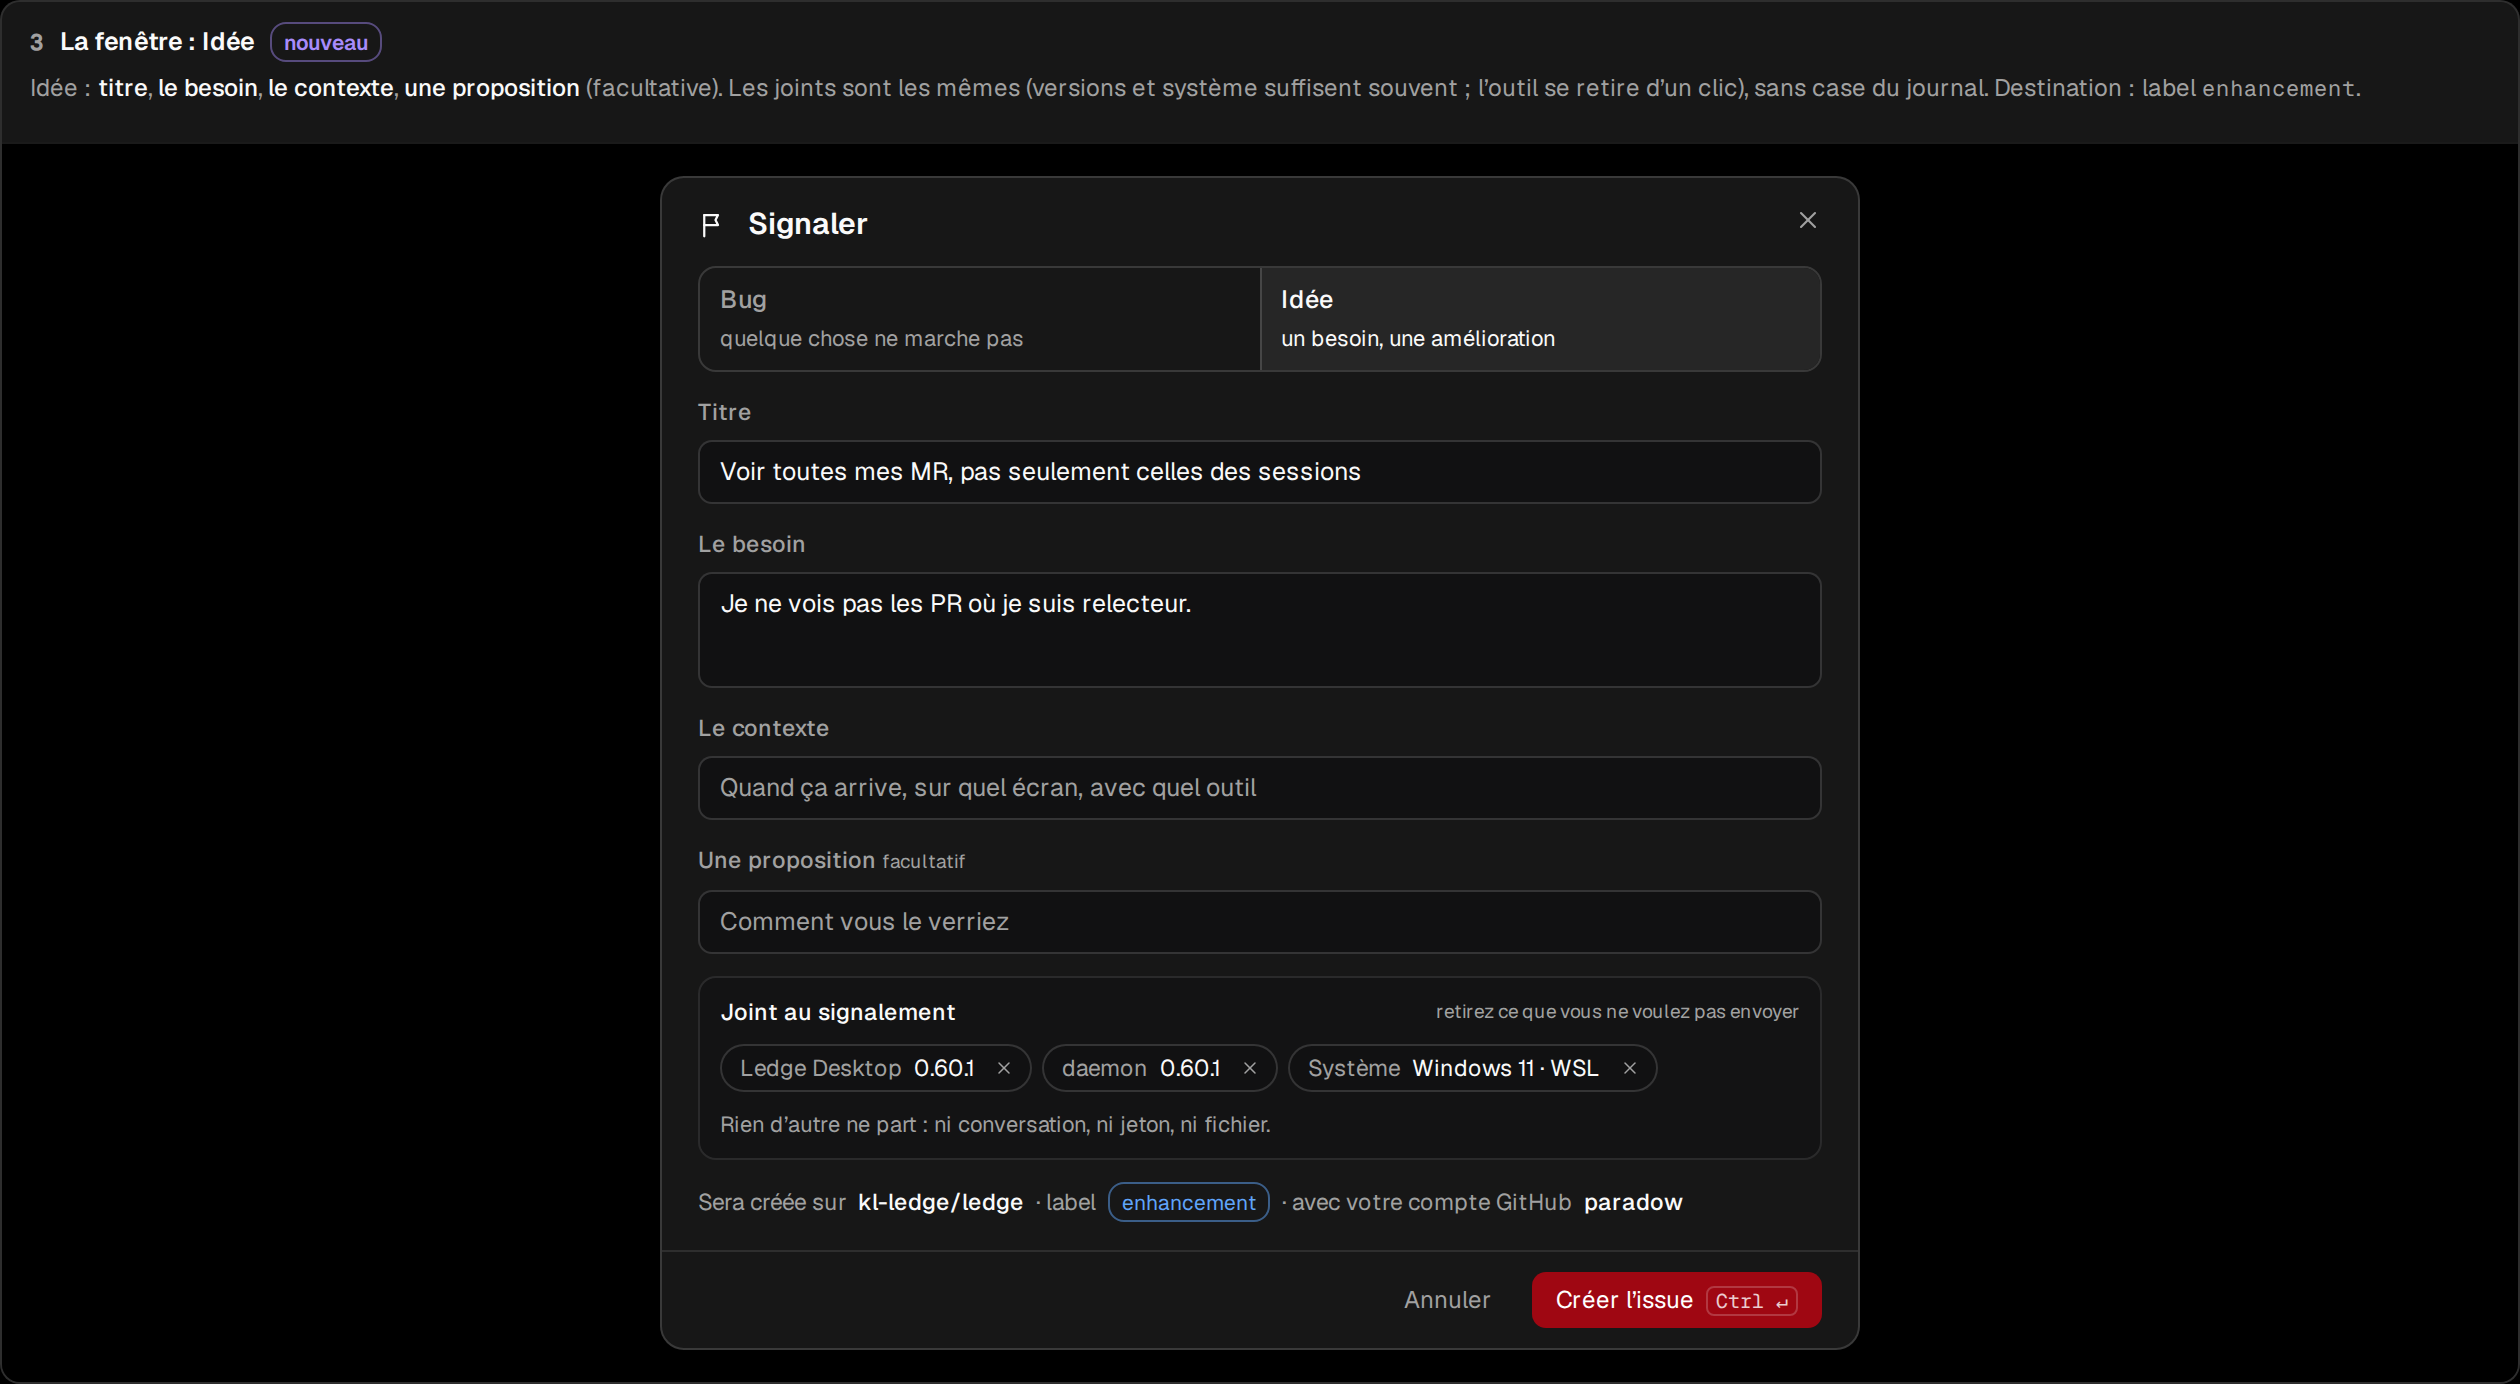 3 La fenêtre : Idée nouveau
Idée : titre, le besoin, le contexte, une proposition (facultative). Les joints sont les mêmes (versions et système suffisent souvent ; l’outil se retire d’un clic), sans case du journal. Destination : label enhancement.
Signaler
Bug
quelque chose ne marche pas
Idée
un besoin, une amélioration
Titre
Voir toutes mes MR, pas seulement celles des sessions
Le besoin
Je ne vois pas les PR où je suis relecteur.
Le contexte
Quand ça arrive, sur quel écran, avec quel outil
Une proposition facultatif
Comment vous le verriez
Joint au signalement retirez ce que vous ne voulez pas envoyer
Ledge Desktop 0.60.1 × daemon 0.60.1 × Système Windows 11 · WSL ×
Rien d’autre ne part : ni conversation, ni jeton, ni fichier.
Sera créée sur kl-ledge/ledge · label enhancement · avec votre compte GitHub paradow
Annuler Créer l’issue Ctrl ↵